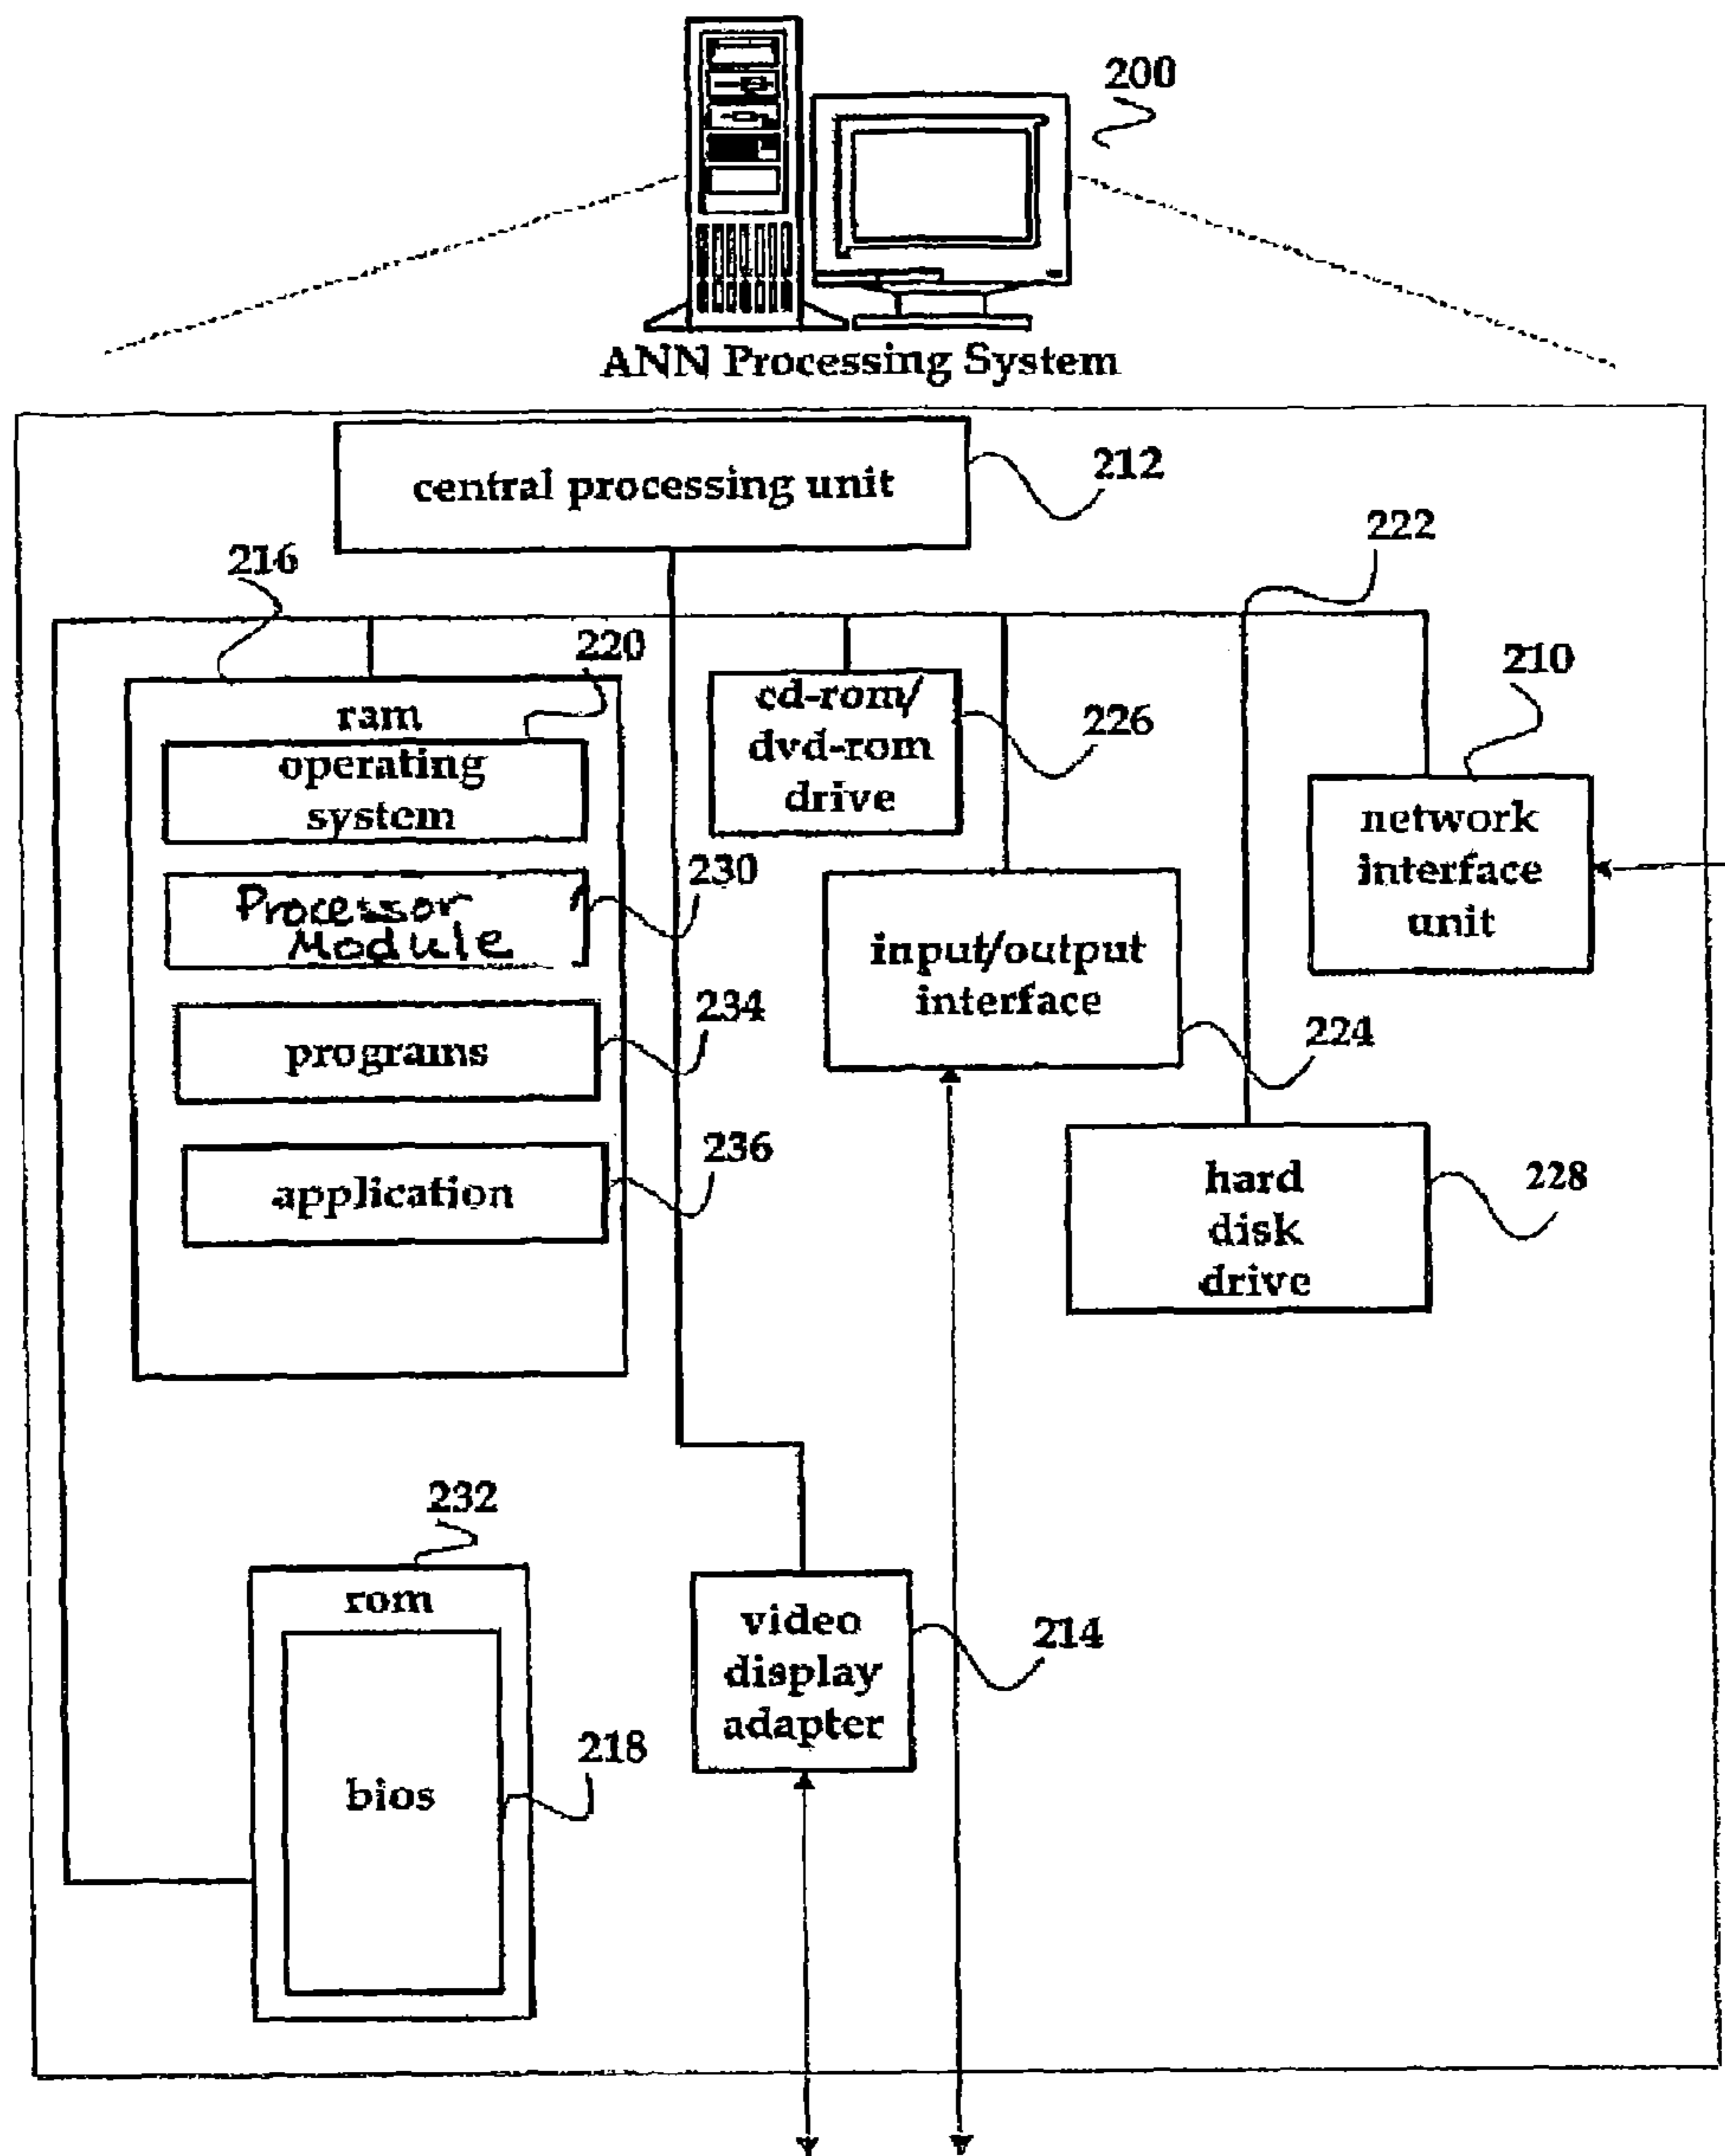 200
ANN Processing System
central processing unit
212
222
216
220
210
ram
operating
system
cd-rom/
dvd-rom
drive
226
network
interface
unit
230
Processor
Module
input/output
interface
234
programs
224
236
application
hard
disk
drive
228
232
rom
video
display
adapter
214
218
bios